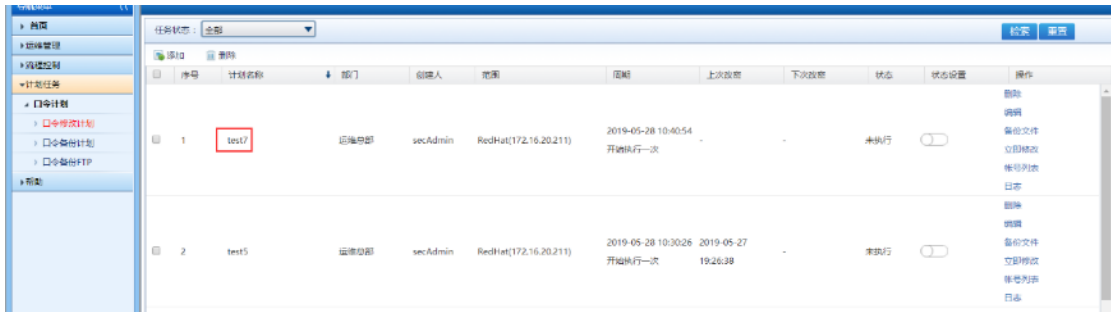 导航菜单
首页
运维管理
流程控制
计划任务
口令计划
口令修改计划
口令备份计划
口令备份FTP
帮助
任务状态： 全部
检索 重置
添加 删除
序号 计划名称 部门 创建人 范围 周期 上次改密 下次改密 状态 状态设置 操作
1 test7 运维总部 secAdmin RedHat(172.16.20.211) 2019-05-28 10:40:54 - - 未执行
开始执行一次
删除
编辑
备份文件
立即修改
帐号列表
日志
2 test5 运维总部 secAdmin RedHat(172.16.20.211) 2019-05-28 10:30:26 2019-05-27 - 未执行
开始执行一次 19:26:38
删除
编辑
备份文件
立即修改
帐号列表
日志